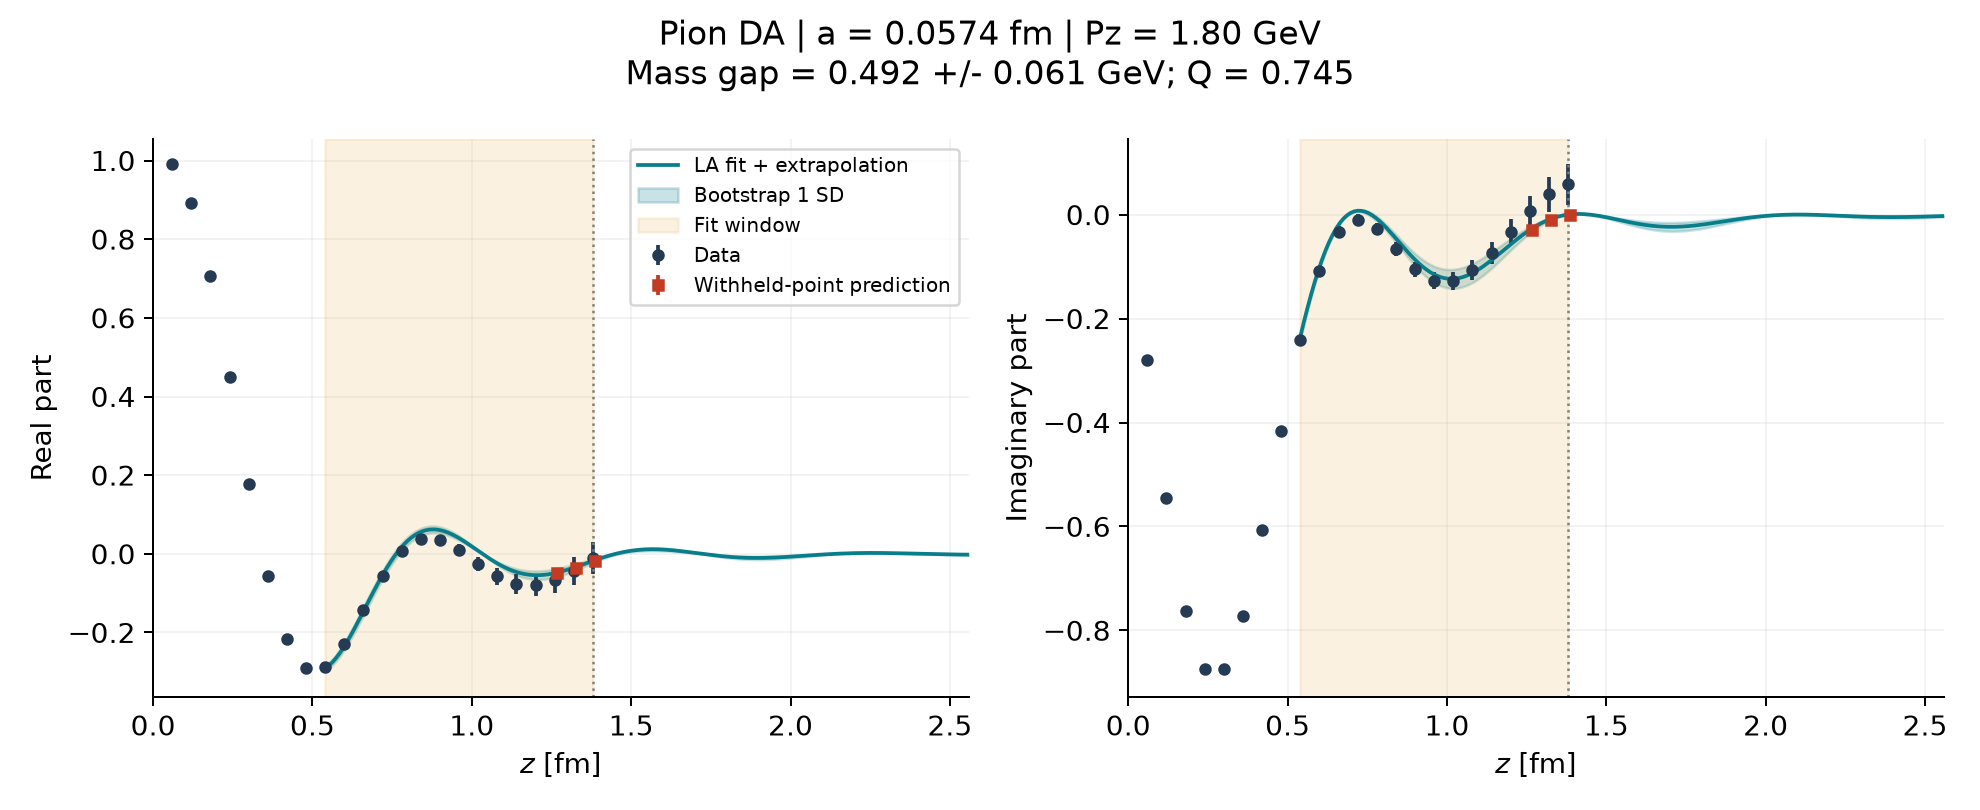 Pion DA | a = 0.0574 fm | Pz = 1.80 GeV
Mass gap = 0.492 +/- 0.061 GeV; Q = 0.745
Real part
1.0
0.8
0.6
0.4
0.2
0.0
−0.2
0.0
0.5
1.0
1.5
2.0
2.5
z [fm]
LA fit + extrapolation
Bootstrap 1 SD
Fit window
Data
Withheld-point prediction
Imaginary part
0.0
−0.2
−0.4
−0.6
−0.8
0.0
0.5
1.0
1.5
2.0
2.5
z [fm]